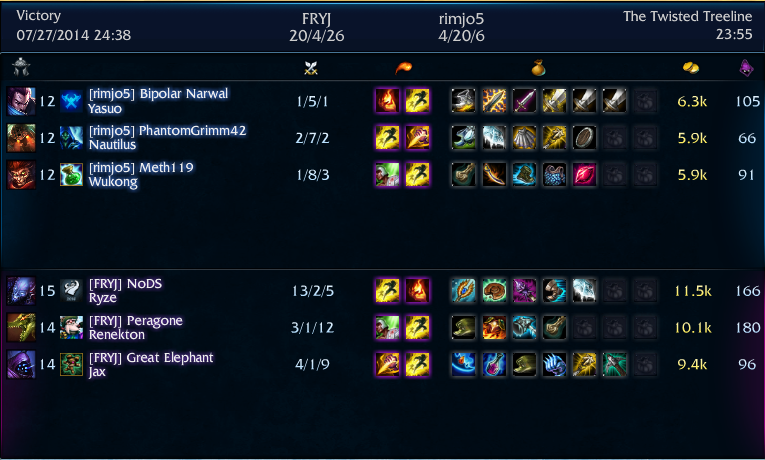 Victory FRYJ rimjo5 The Twisted Treeline
07/27/2014 24:38 20/4/26 4/20/6 23:55
12 [rimjo5] Bipolar Narwal 1/5/1 6.3k 105
Yasuo
12 [rimjo5] PhantomGrimm42 2/7/2 5.9k 66
Nautilus
12 [rimjo5] Meth119 1/8/3 5.9k 91
Wukong
15 [FRYJ] NoDS 13/2/5 11.5k 166
Ryze
14 [FRYJ] Peragone 3/1/12 10.1k 180
Renekton
14 [FRYJ] Great Elephant 4/1/9 9.4k 96
Jax